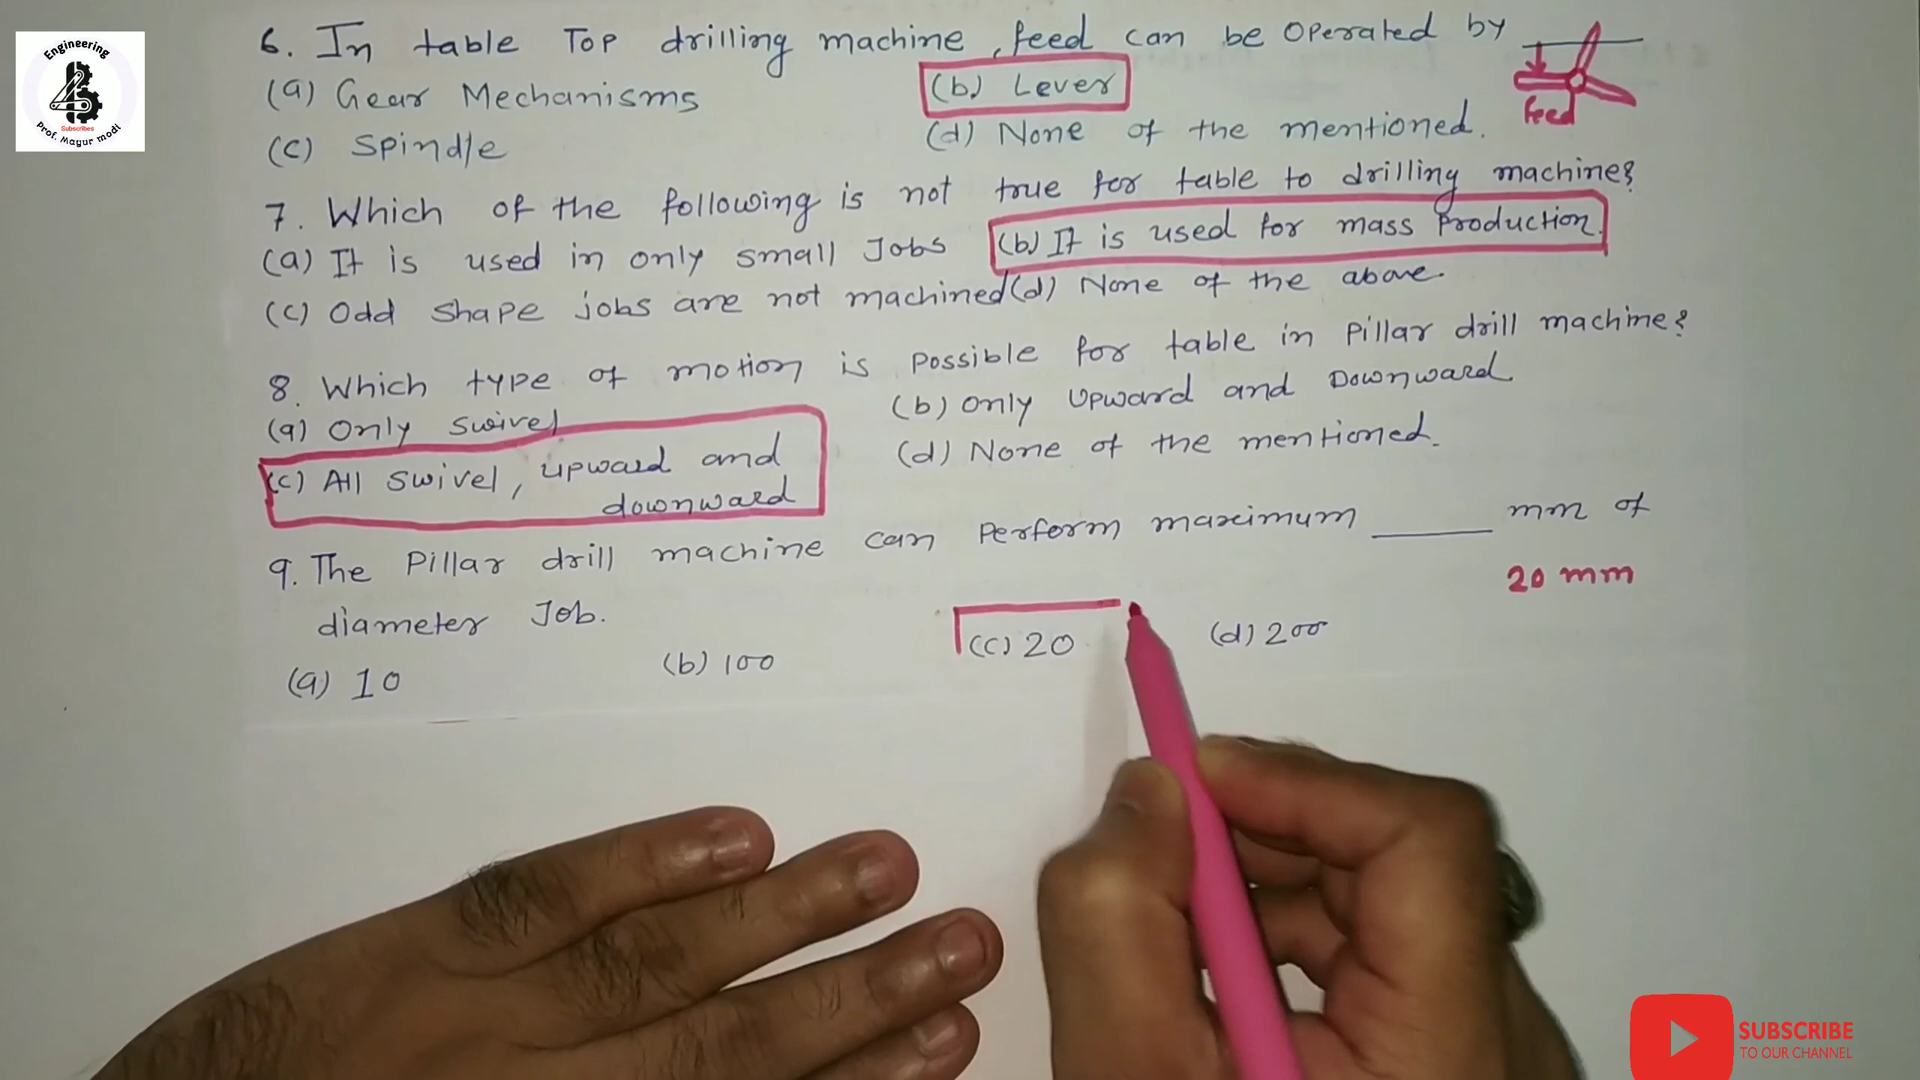 Engineering
Subscribes
Prof. Mayur modi
6. In table Top drilling machine, feed can be operated by
(a) Gear Mechanisms
(b) Lever
feed
(c) Spindle
(d) None of the mentioned.
7. Which of the following is not true for table to drilling machine?
(a) It is used in only small Jobs
(b) It is used for mass Production.
(c) Odd shape jobs are not machined
(d) None of the above.
8. Which type of motion is possible for table in Pillar drill machine?
(a) Only swivel
(b) Only Upward and Downward
(c) All swivel, upward and
downward
(d) None of the mentioned.
9. The Pillar drill machine can Perform maximum _____ mm of
20 mm
diameter Job.
(a) 10
(b) 100
(c) 20
(d) 200
SUBSCRIBE
TO OUR CHANNEL